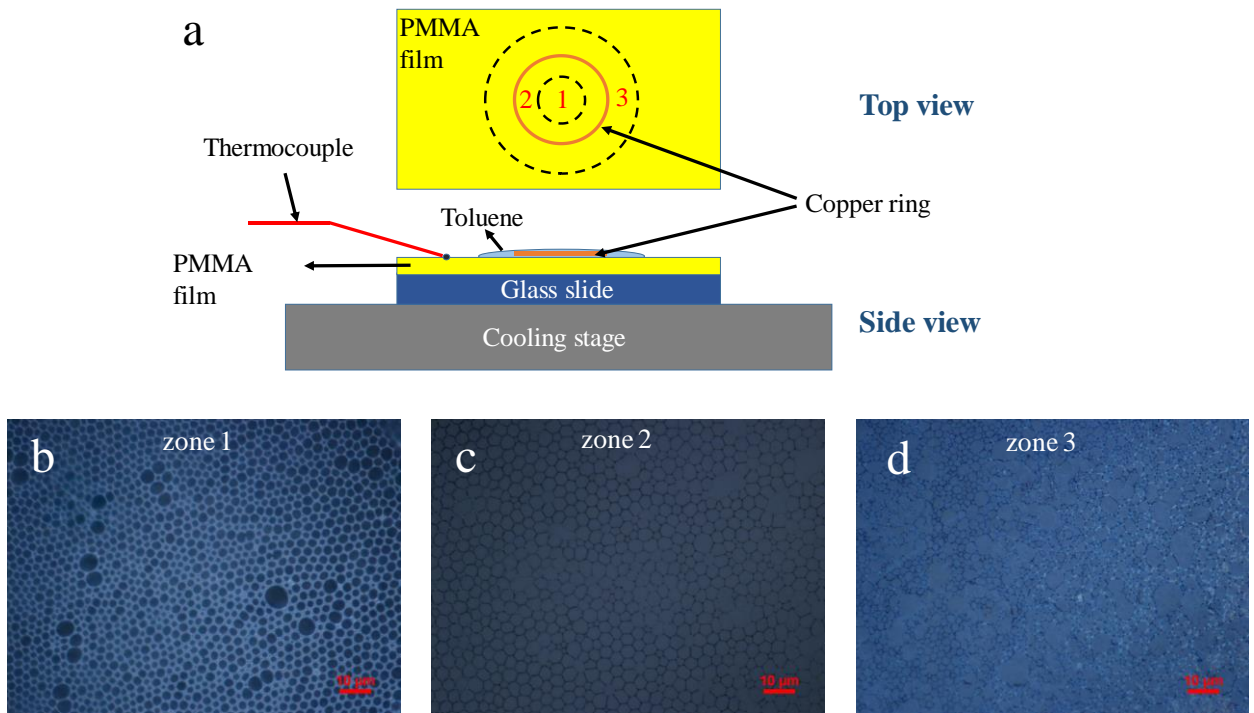 a
PMMA
film
2
1
3
Top view
Thermocouple
Copper ring
Toluene
PMMA
film
Glass slide
Side view
Cooling stage
b
zone 1
10 µm
c
zone 2
10 µm
d
zone 3
10 µm